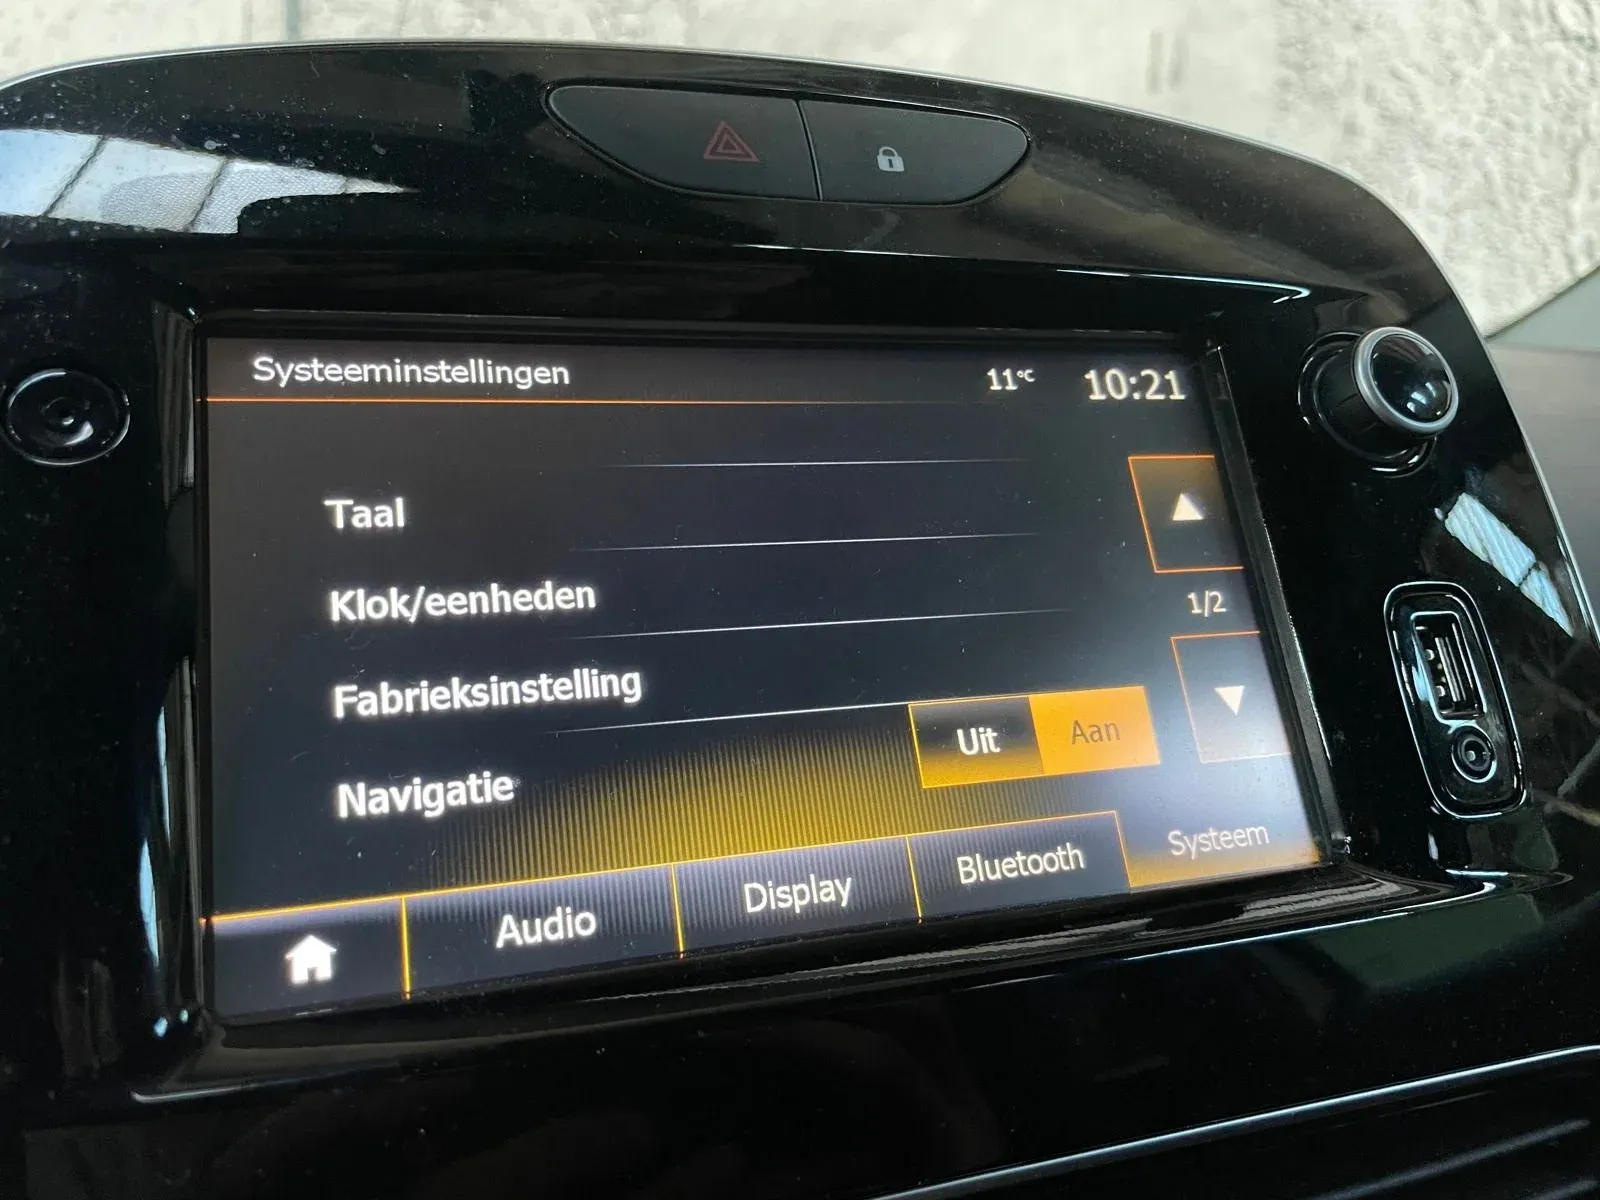 Systeeminstellingen 11°C 10:21
Taal
Klok/eenheden
1/2
Fabrieksinstelling
Navigatie Uit Aan
Audio Display Bluetooth Systeem